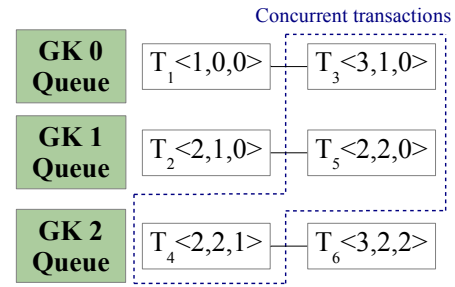 Concurrent transactions
GK 0
Queue
T1<1,0,0>
T3<3,1,0>
GK 1
Queue
T2<2,1,0>
T5<2,2,0>
GK 2
Queue
T4<2,2,1>
T6<3,2,2>